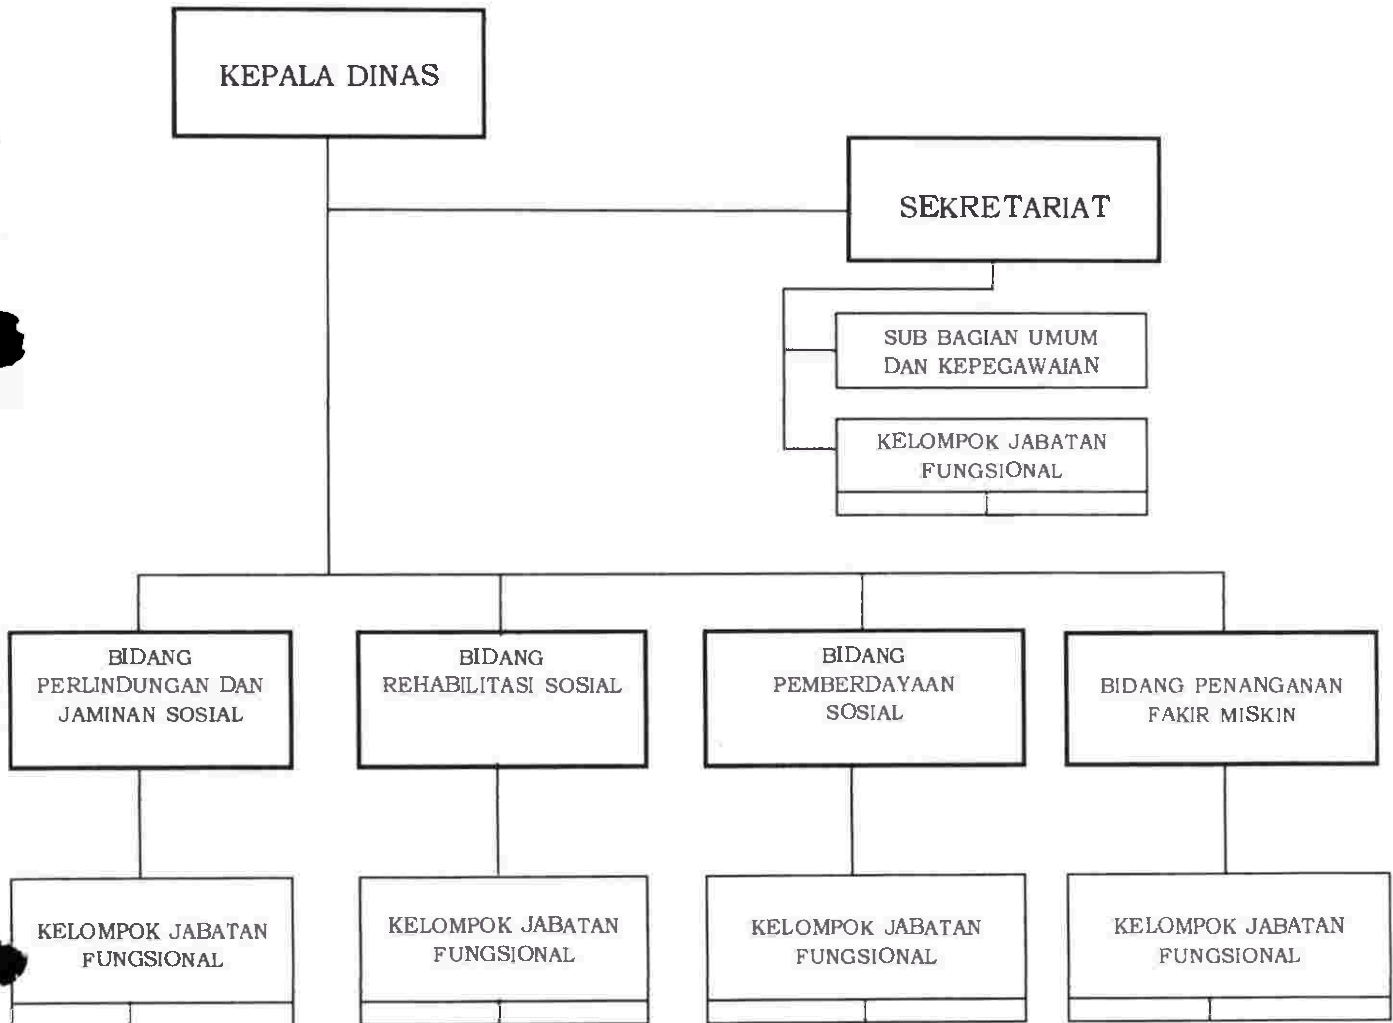 KEPALA DINAS
SEKRETARIAT
SUB BAGIAN UMUM
DAN KEPEGAWAIAN
KELOMPOK JABATAN
FUNGSIONAL
BIDANG
PERLINDUNGAN DAN
JAMINAN SOSIAL
BIDANG
REHABILITASI SOSIAL
BIDANG
PEMBERDAYAAN
SOSIAL
BIDANG PENANGANAN
FAKIR MISKIN
KELOMPOK JABATAN
FUNGSIONAL
KELOMPOK JABATAN
FUNGSIONAL
KELOMPOK JABATAN
FUNGSIONAL
KELOMPOK JABATAN
FUNGSIONAL